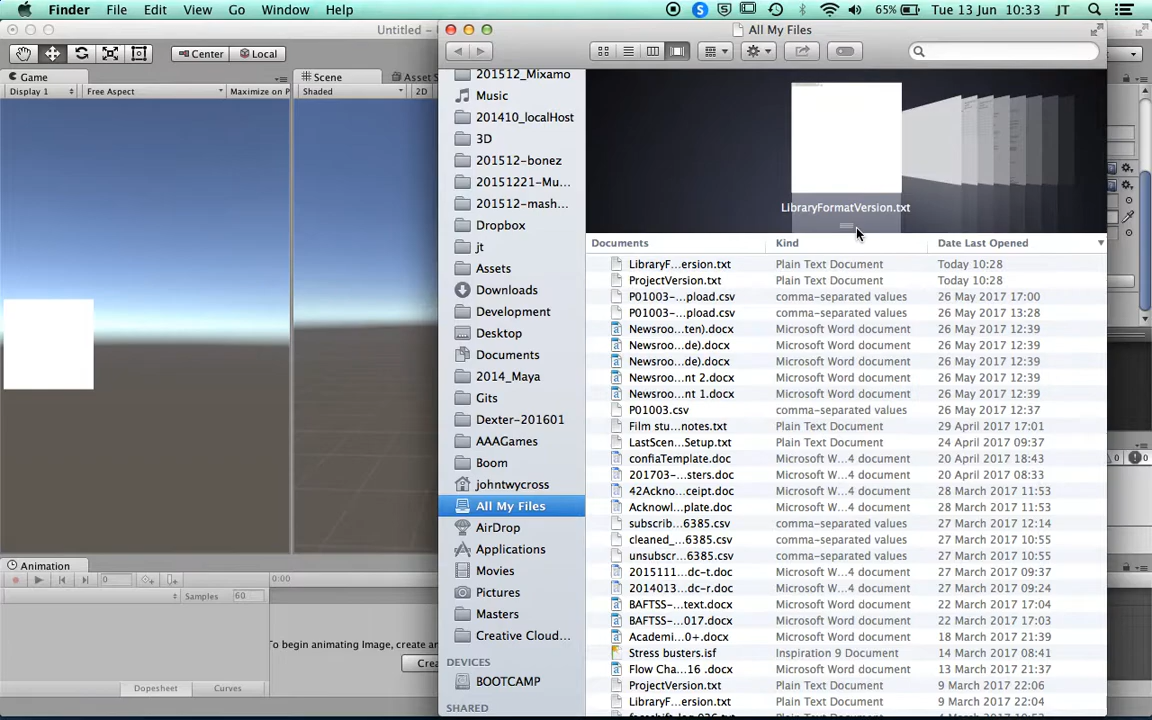 Finder File Edit View Go Window Help 65% Tue 13 Jun 10:33 JT
Untitled - All My Files
Center Local
Game Scene Asset S
Display 1 Free Aspect Maximize on P Shaded 2D
201512_Mixamo
Music
201410_localHost
3D
201512-bonez
20151221-Mu...
201512-mash...
Dropbox
jt
Assets
Downloads
Development
Desktop
Documents
2014_Maya
Gits
Dexter-201601
AAAGames
Boom
johntwycross
All My Files
AirDrop
Applications
Movies
Pictures
Masters
Creative Cloud...
DEVICES
BOOTCAMP
SHARED
LibraryFormatVersion.txt
Documents Kind Date Last Opened
LibraryF...ersion.txt Plain Text Document Today 10:28
ProjectVersion.txt Plain Text Document Today 10:28
P01003-...pload.csv comma-separated values 26 May 2017 17:00
P01003-...pload.csv comma-separated values 26 May 2017 13:28
Newsroo...ten).docx Microsoft Word document 26 May 2017 12:39
Newsroo...de).docx Microsoft Word document 26 May 2017 12:39
Newsroo...de).docx Microsoft Word document 26 May 2017 12:39
Newsroo...nt 2.docx Microsoft Word document 26 May 2017 12:39
Newsroo...nt 1.docx Microsoft Word document 26 May 2017 12:39
P01003.csv comma-separated values 26 May 2017 12:37
Film stu...notes.txt Plain Text Document 29 April 2017 17:01
LastScen...Setup.txt Plain Text Document 24 April 2017 09:37
confiaTemplate.doc Microsoft W...4 document 20 April 2017 18:43
201703-...sters.doc Microsoft W...4 document 20 April 2017 08:33
42Ackno...ceipt.doc Microsoft W...4 document 28 March 2017 11:53
Acknowl...plate.doc Microsoft W...4 document 28 March 2017 11:53
subscrib...6385.csv comma-separated values 27 March 2017 12:14
cleaned_...6385.csv comma-separated values 27 March 2017 10:55
unsubscr...6385.csv comma-separated values 27 March 2017 10:55
2015111...dc-t.doc Microsoft W...4 document 27 March 2017 09:37
2014013...dc-r.doc Microsoft W...4 document 27 March 2017 09:24
BAFTSS-...text.docx Microsoft Word document 22 March 2017 17:04
BAFTSS-...017.docx Microsoft Word document 22 March 2017 17:03
Academi...0+.docx Microsoft Word document 18 March 2017 21:39
Stress busters.isf Inspiration 9 Document 14 March 2017 08:41
Flow Cha...16 .docx Microsoft Word document 13 March 2017 21:37
ProjectVersion.txt Plain Text Document 9 March 2017 22:06
LibraryF...ersion.txt Plain Text Document 9 March 2017 22:06
Animation
0 0:00
Samples 60
To begin animating Image, create an
Crea
Dopesheet Curves